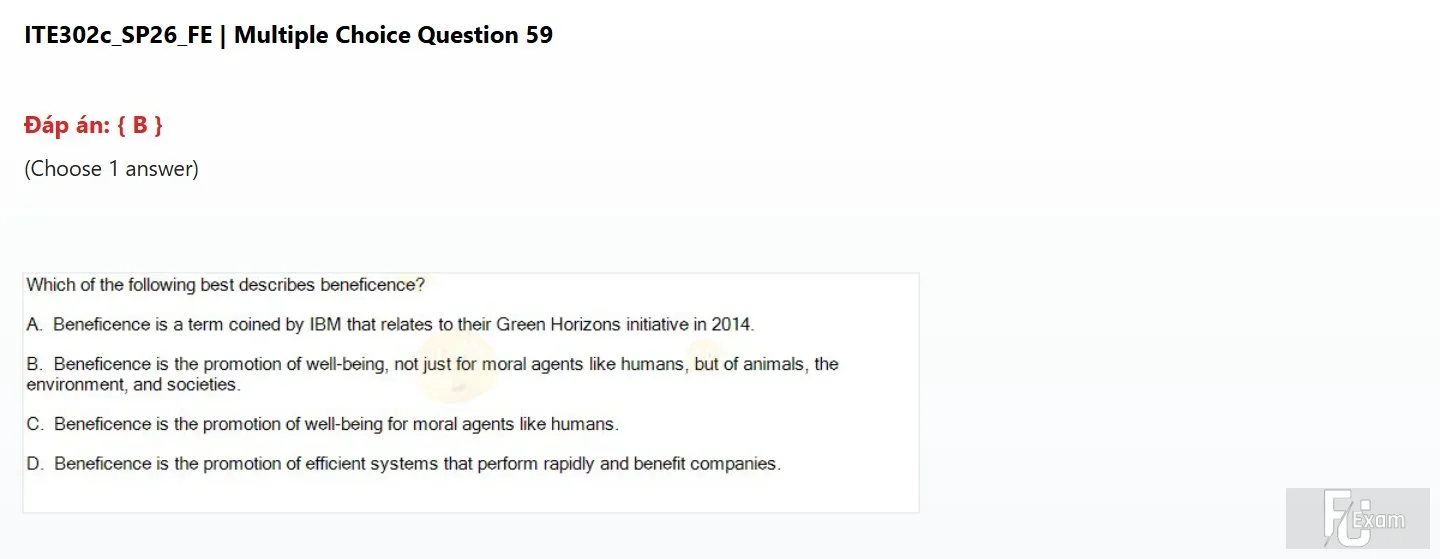 ITE302c_SP26_FE | Multiple Choice Question 59
Đáp án: { B }
(Choose 1 answer)
Which of the following best describes beneficence?
A. Beneficence is a term coined by IBM that relates to their Green Horizons initiative in 2014.
B. Beneficence is the promotion of well-being, not just for moral agents like humans, but of animals, the
environment, and societies.
C. Beneficence is the promotion of well-being for moral agents like humans.
D. Beneficence is the promotion of efficient systems that perform rapidly and benefit companies.
Exam